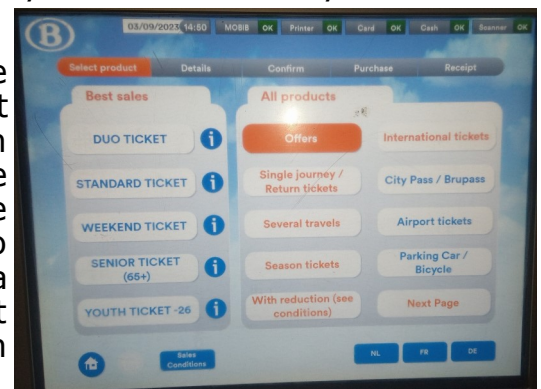 e
t
n
e
e
o
a
t
n
B
03/09/2023 14:50 MOBIB OK Printer OK Card OK Cash OK Scanner OK
Select product Details Confirm Purchase Receipt
Best sales
DUO TICKET i
STANDARD TICKET i
WEEKEND TICKET i
SENIOR TICKET
(65+) i
YOUTH TICKET -26 i
All products
Offers
International tickets
Single journey /
Return tickets
City Pass / Brupass
Several travels
Airport tickets
Season tickets
Parking Car /
Bicycle
With reduction (see
conditions)
Next Page
Sales
Conditions
NL FR DE